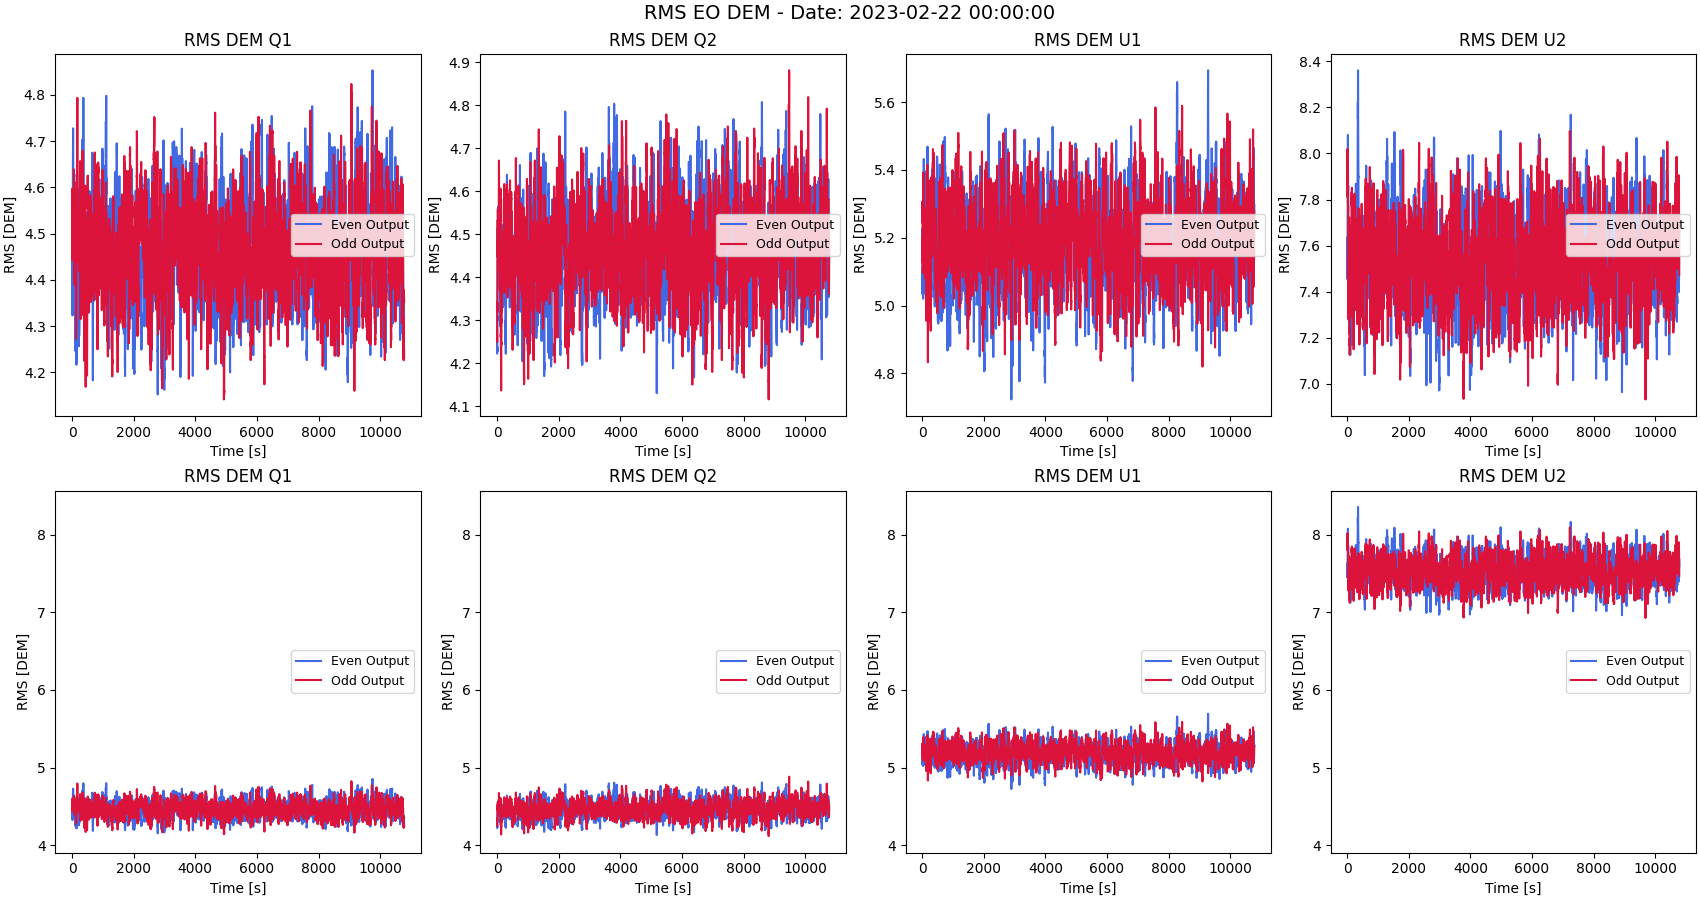 RMS EO DEM - Date: 2023-02-22 00:00:00
RMS DEM Q1
RMS [DEM]
4.8
4.7
4.6
4.5
4.4
4.3
4.2
Even Output
Odd Output
0 2000 4000 6000 8000 10000
Time [s]
RMS DEM Q2
RMS [DEM]
4.9
4.8
4.7
4.6
4.5
4.4
4.3
4.2
4.1
Even Output
Odd Output
0 2000 4000 6000 8000 10000
Time [s]
RMS DEM U1
RMS [DEM]
5.6
5.4
5.2
5.0
4.8
Even Output
Odd Output
0 2000 4000 6000 8000 10000
Time [s]
RMS DEM U2
RMS [DEM]
8.4
8.2
8.0
7.8
7.6
7.4
7.2
7.0
Even Output
Odd Output
0 2000 4000 6000 8000 10000
Time [s]
RMS DEM Q1
RMS [DEM]
8
7
6
5
4
Even Output
Odd Output
0 2000 4000 6000 8000 10000
Time [s]
RMS DEM Q2
RMS [DEM]
8
7
6
5
4
Even Output
Odd Output
0 2000 4000 6000 8000 10000
Time [s]
RMS DEM U1
RMS [DEM]
8
7
6
5
4
Even Output
Odd Output
0 2000 4000 6000 8000 10000
Time [s]
RMS DEM U2
RMS [DEM]
8
7
6
5
4
Even Output
Odd Output
0 2000 4000 6000 8000 10000
Time [s]